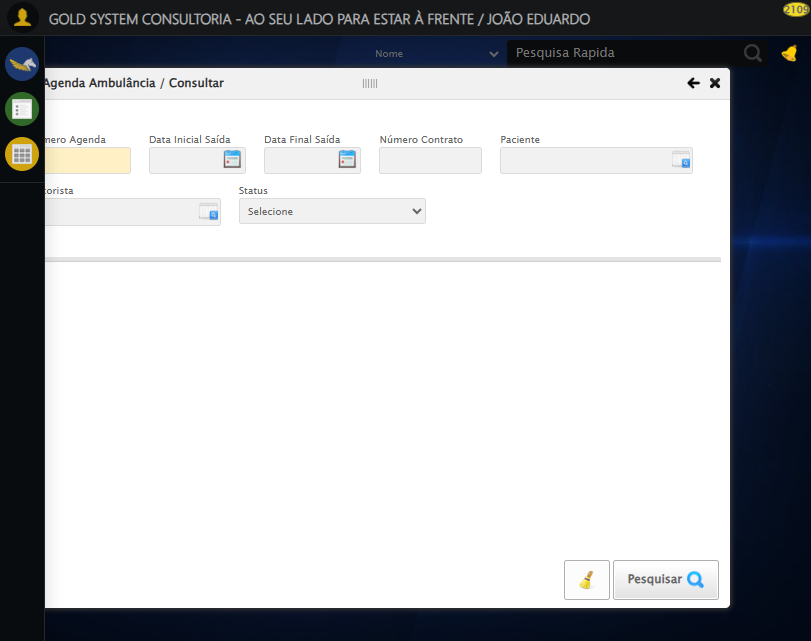 GOLD SYSTEM CONSULTORIA - AO SEU LADO PARA ESTAR À FRENTE / JOÃO EDUARDO
2109
Nome
Pesquisa Rapida
Agenda Ambulância / Consultar
mero Agenda
Data Inicial Saída
Data Final Saída
Número Contrato
Paciente
torista
Status
Selecione
Pesquisar